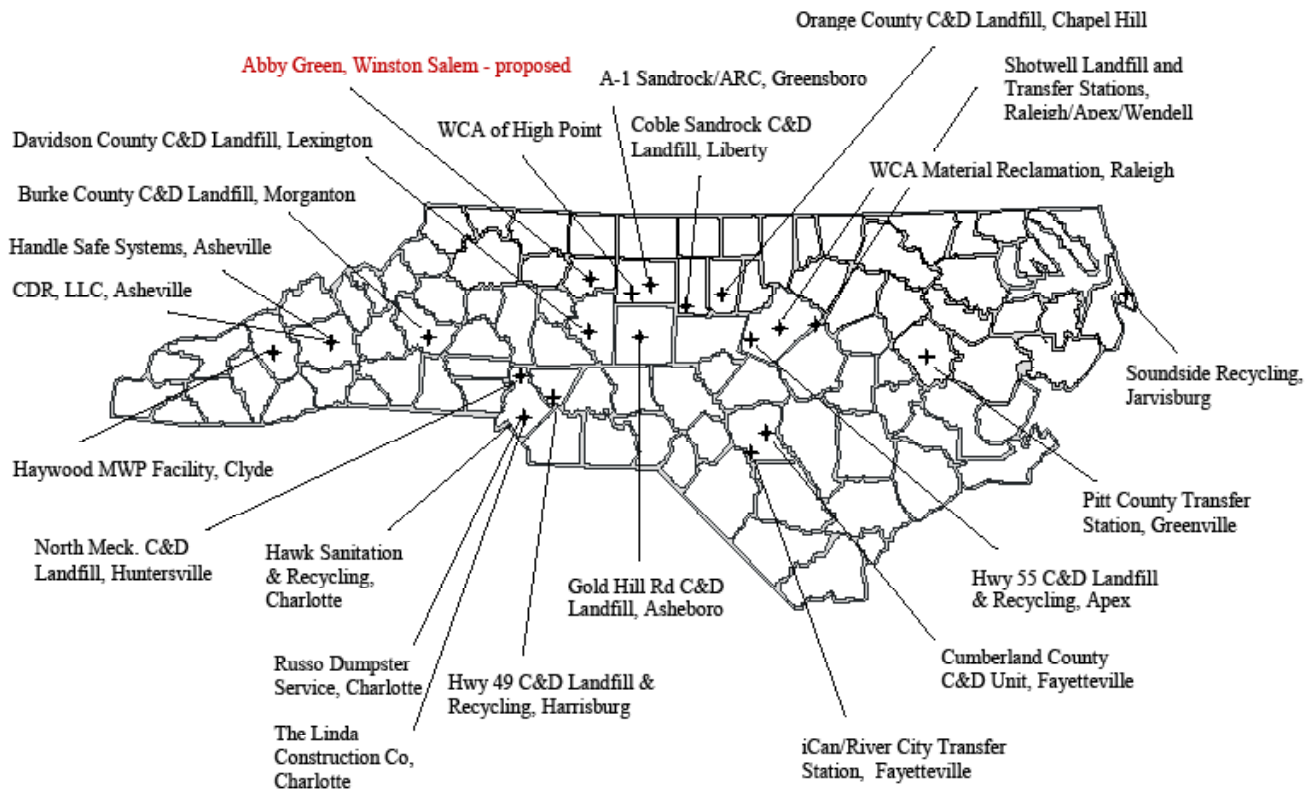 Orange County C&D Landfill, Chapel Hill
Abby Green, Winston Salem - proposed
A-1 Sandrock/ARC, Greensboro
Shotwell Landfill and
Transfer Stations,
Raleigh/Apex/Wendell
Davidson County C&D Landfill, Lexington
WCA of High Point
Coble Sandrock C&D
Landfill, Liberty
WCA Material Reclamation, Raleigh
Burke County C&D Landfill, Morganton
Handle Safe Systems, Asheville
CDR, LLC, Asheville
Soundside Recycling,
Jarvisburg
Haywood MWP Facility, Clyde
Pitt County Transfer
Station, Greenville
North Meck. C&D
Landfill, Huntersville
Hawk Sanitation
& Recycling,
Charlotte
Gold Hill Rd C&D
Landfill, Asheboro
Hwy 55 C&D Landfill
& Recycling, Apex
Russo Dumpster
Service, Charlotte
Hwy 49 C&D Landfill &
Recycling, Harrisburg
Cumberland County
C&D Unit, Fayetteville
The Linda
Construction Co,
Charlotte
iCan/River City Transfer
Station,  Fayetteville